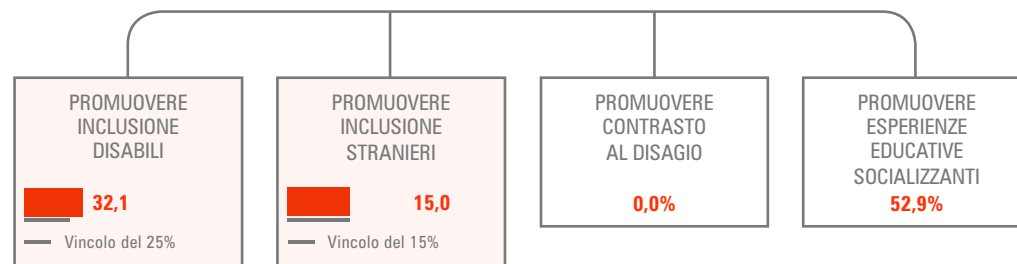 PROMUOVERE
INCLUSIONE
DISABILI
32,1
Vincolo del 25%
PROMUOVERE
INCLUSIONE
STRANIERI
15,0
Vincolo del 15%
PROMUOVERE
CONTRASTO
AL DISAGIO
0,0%
PROMUOVERE
ESPERIENZE
EDUCATIVE
SOCIALIZZANTI
52,9%